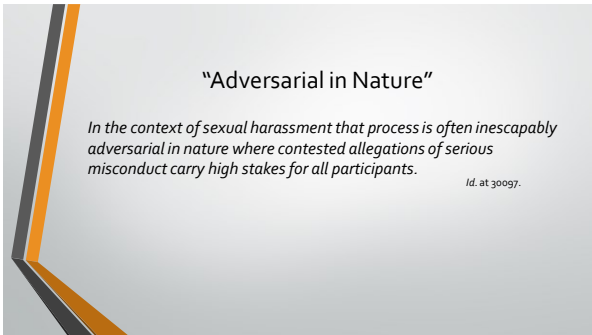 “Adversarial in Nature”
In the context of sexual harassment that process is often inescapably
adversarial in nature where contested allegations of serious
misconduct carry high stakes for all participants.
Id. at 30097.